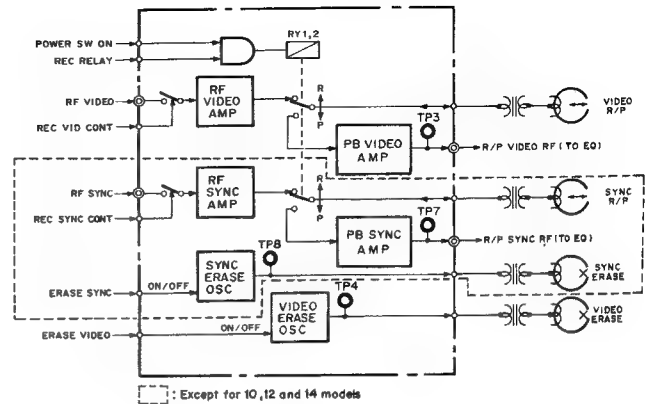 POWER SW ON
REC RELAY
RY1,2
RF VIDEO
REC VID CONT
RF
VIDEO
AMP
R
P
TP3
VIDEO
R/P
PB VIDEO
AMP
R/P VIDEO RF (TO EQ)
RF SYNC
REC SYNC CONT
RF
SYNC
AMP
R
P
TP7
SYNC
R/P
PB SYNC
AMP
R/P SYNC RF (TO EQ)
TP8
SYNC
ERASE
OSC
ERASE SYNC
ON/OFF
SYNC
ERASE
TP4
VIDEO
ERASE
OSC
ERASE VIDEO
ON/OFF
VIDEO
ERASE
: Except for 10,12 and 14 models